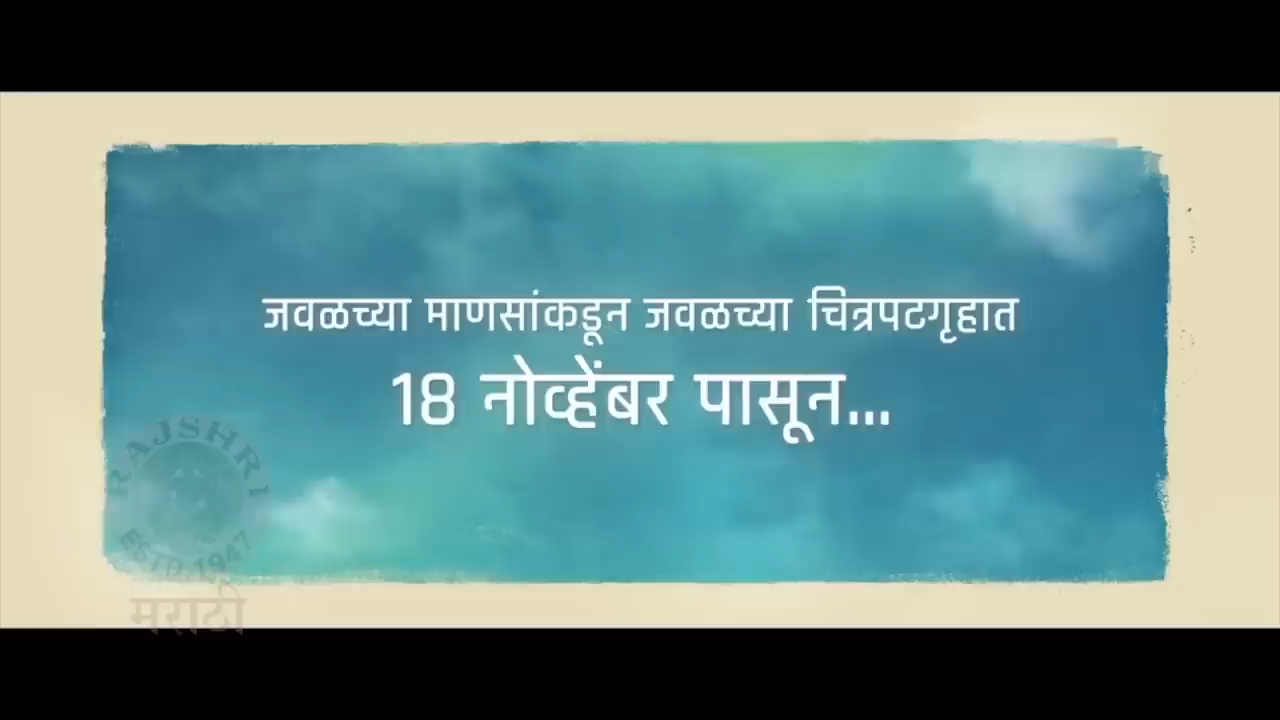 जवळच्या माणसांकडून जवळच्या चित्रपटगृहात
18 नोव्हेंबर पासून...
RAJSHRI
ESTD. 1947
मराठी